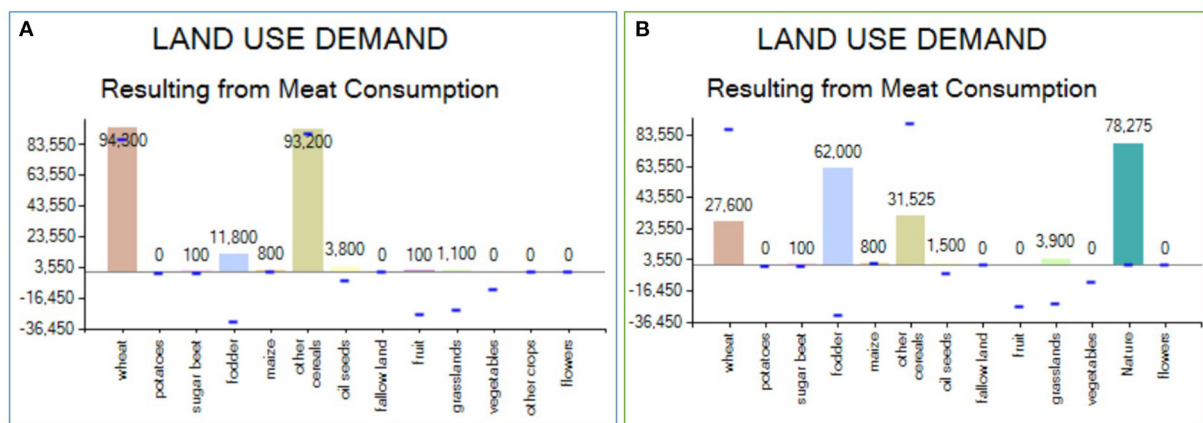 A
LAND USE DEMAND
Resulting from Meat Consumption
83,550
63,550
43,550
23,550
3,550
-16,450
-36,450
94,300
0
100
11,800
800
93,200
3,800
0
100
1,100
0
0
0
wheat
potatoes
sugar beet
fodder
maize
other
cereals
oil seeds
fallow land
fruit
grasslands
vegetables
other crops
flowers
B
LAND USE DEMAND
Resulting from Meat Consumption
83,550
63,550
43,550
23,550
3,550
-16,450
-36,450
27,600
0
100
62,000
800
31,525
1,500
0
0
3,900
0
78,275
0
wheat
potatoes
sugar beet
fodder
maize
other
cereals
oil seeds
fallow land
fruit
grasslands
vegetables
Nature
flowers